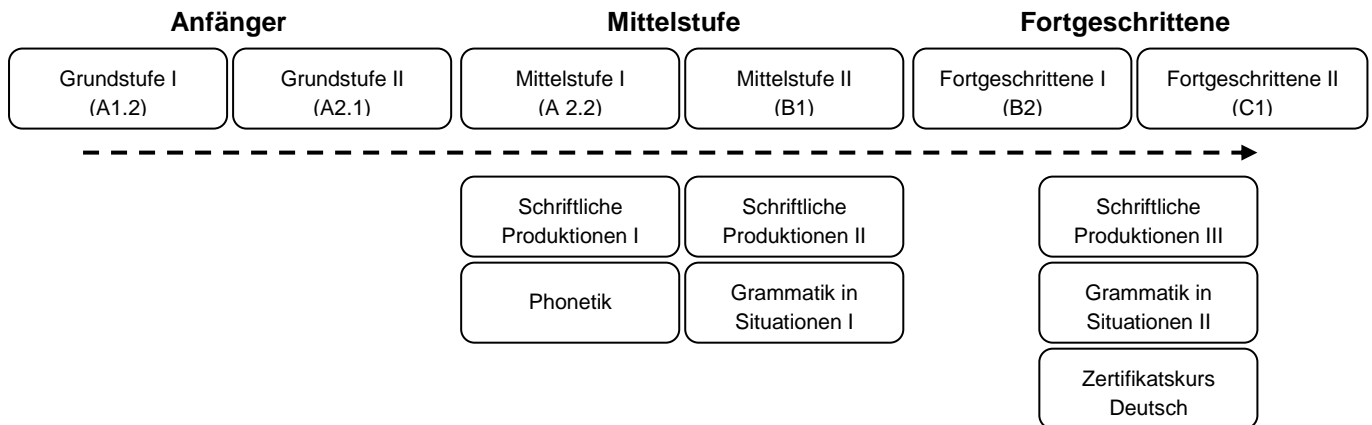 Anfänger
Mittelstufe
Fortgeschrittene
Grundstufe I
(A1.2)
Grundstufe II
(A2.1)
Mittelstufe I
(A 2.2)
Mittelstufe II
(B1)
Fortgeschrittene I
(B2)
Fortgeschrittene II
(C1)
Schriftliche
Produktionen I
Schriftliche
Produktionen II
Schriftliche
Produktionen III
Phonetik
Grammatik in
Situationen I
Grammatik in
Situationen II
Zertifikatskurs
Deutsch